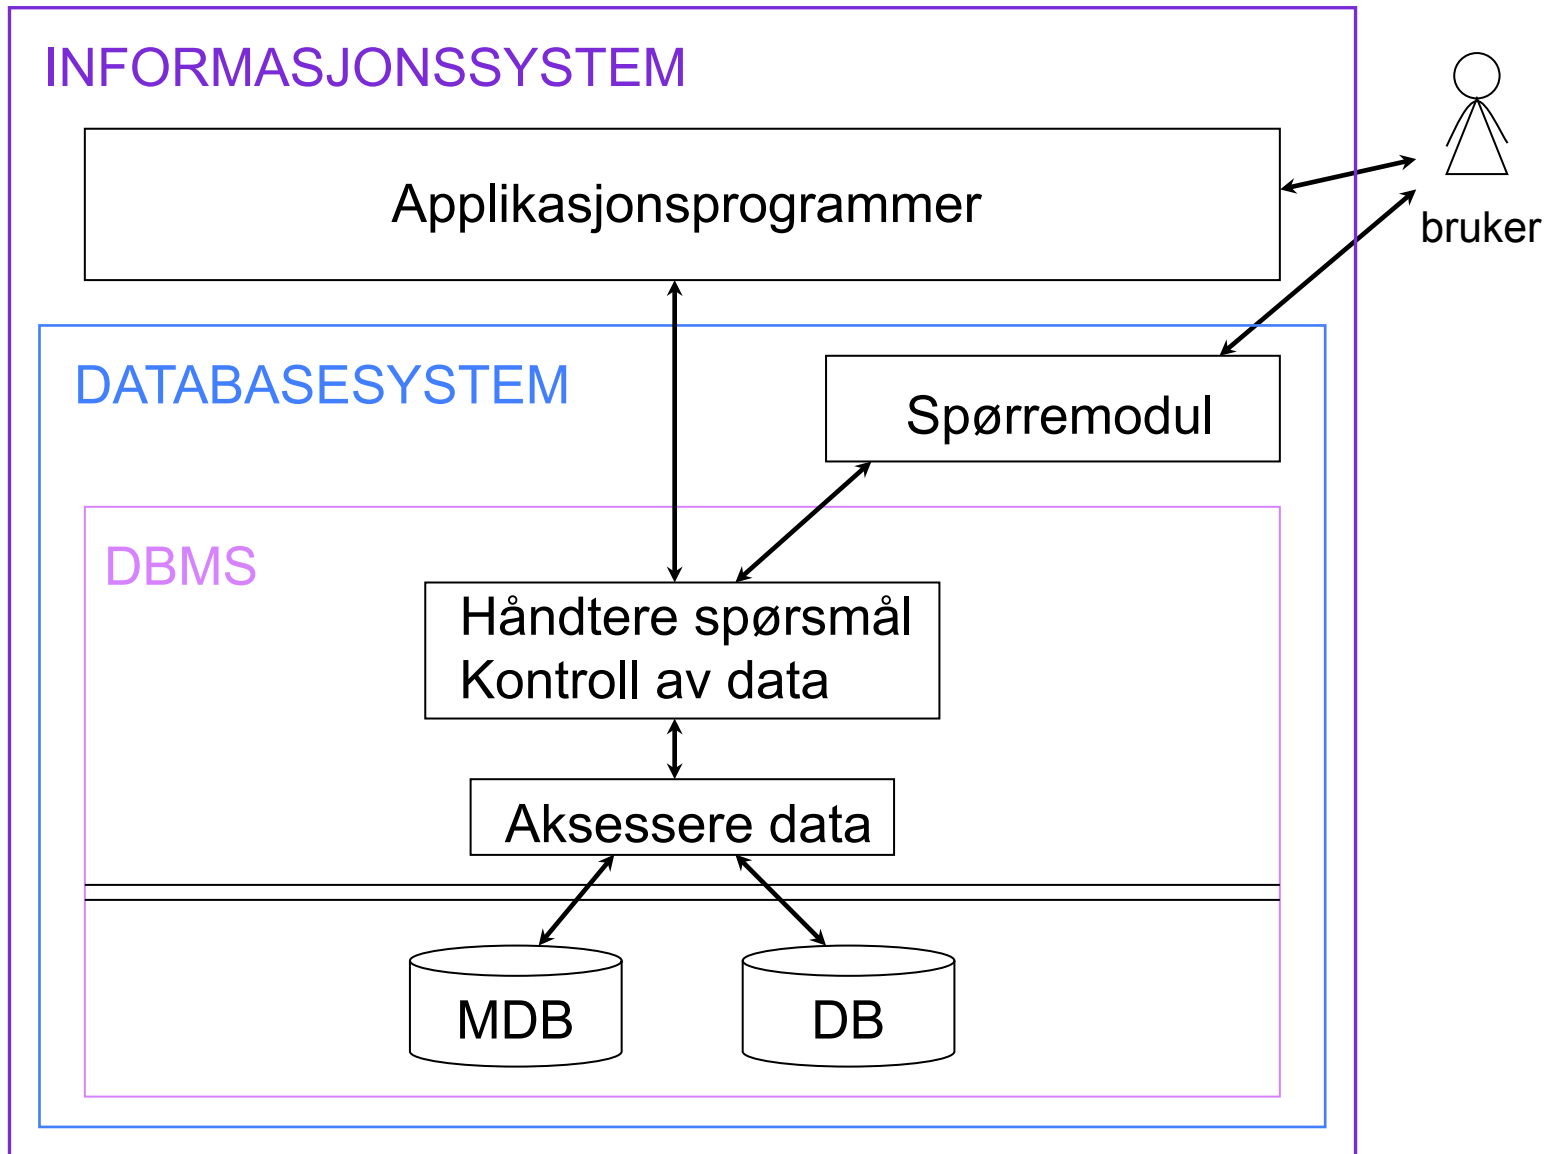 INFORMASJONSSYSTEM
Applikasjonsprogrammer
bruker
DATABASESYSTEM
Spørremodul
DBMS
Håndtere spørsmål
Kontroll av data
Aksessere data
MDB
DB